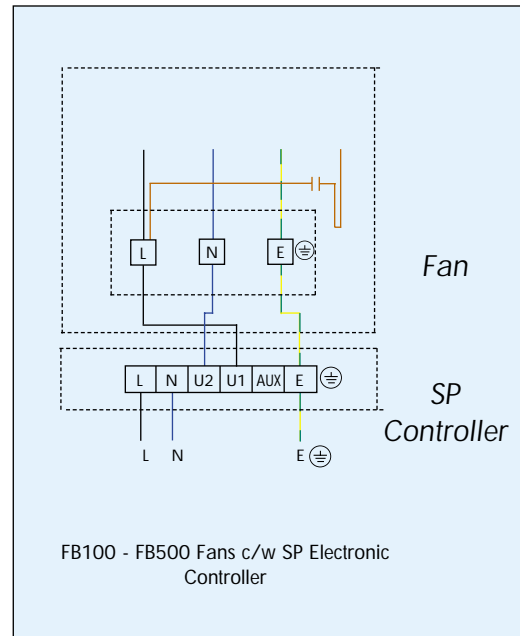 L N E
Fan
L N U2 U1 AUX E
SP
Controller
L N E
FB100 - FB500 Fans c/w SP Electronic
Controller